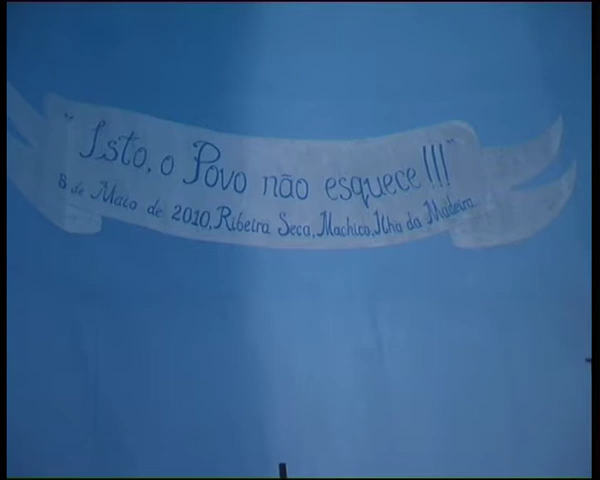 "Isto, o Povo não esquece!!!"
8 de Maio de 2010, Ribeira Seca, Machico, Ilha da Madeira